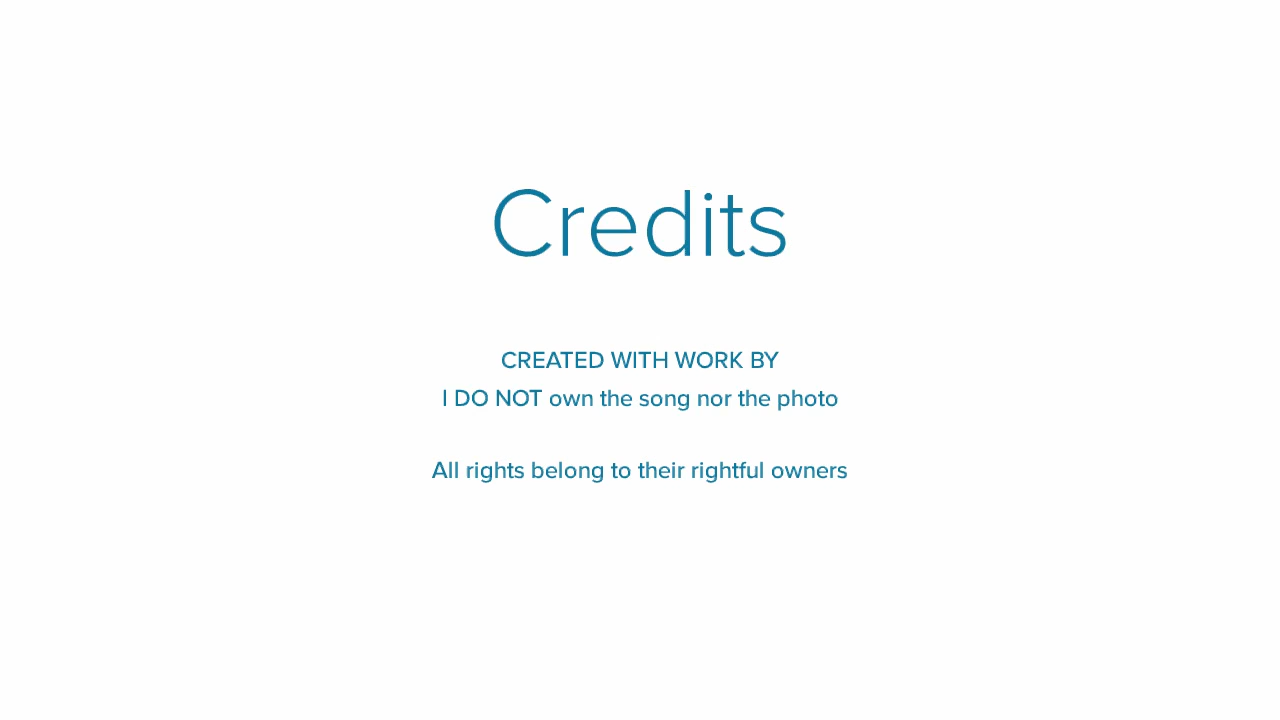 Credits
CREATED WITH WORK BY
I DO NOT own the song nor the photo
All rights belong to their rightful owners